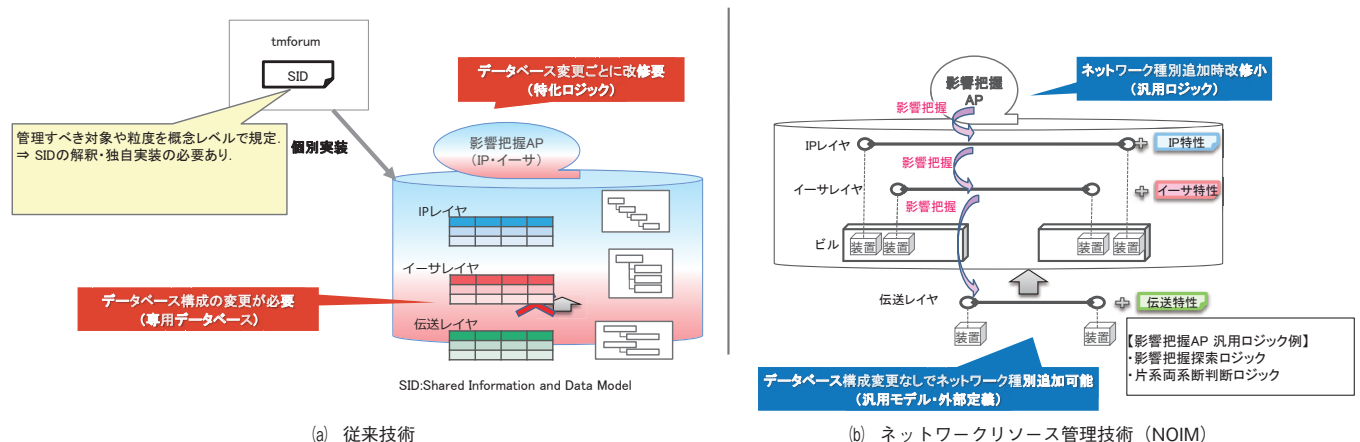 tmforum
SID
管理すべき対象や粒度を概念レベルで規定.
⇒ SIDの解釈・独自実装の必要あり.
個別実装
データベース変更ごとに改修要
(特化ロジック)
影響把握AP
(IP・イーサ)
IPレイヤ
イーサレイヤ
データベース構成の変更が必要
(専用データベース)
伝送レイヤ
SID:Shared Information and Data Model
(a) 従来技術
影響把握
AP
ネットワーク種別追加時改修小
(汎用ロジック)
影響把握
IPレイヤ
IP特性
影響把握
イーサレイヤ
イーサ特性
影響把握
ビル
装置
装置
装置
装置
伝送レイヤ
伝送特性
装置
装置
【影響把握AP 汎用ロジック例】
・影響把握探索ロジック
・片系両系断判断ロジック
データベース構成変更なしでネットワーク種別追加可能
(汎用モデル・外部定義)
(b) ネットワークリソース管理技術(NOIM)